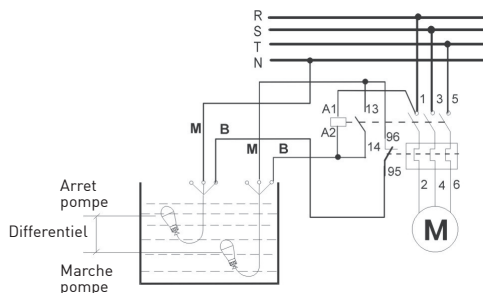 R
S
T
N
1 3 5
A1 13
A2
M B M B 14 96
95
2 4 6
M
Arret
pompe
Differentiel
Marche
pompe